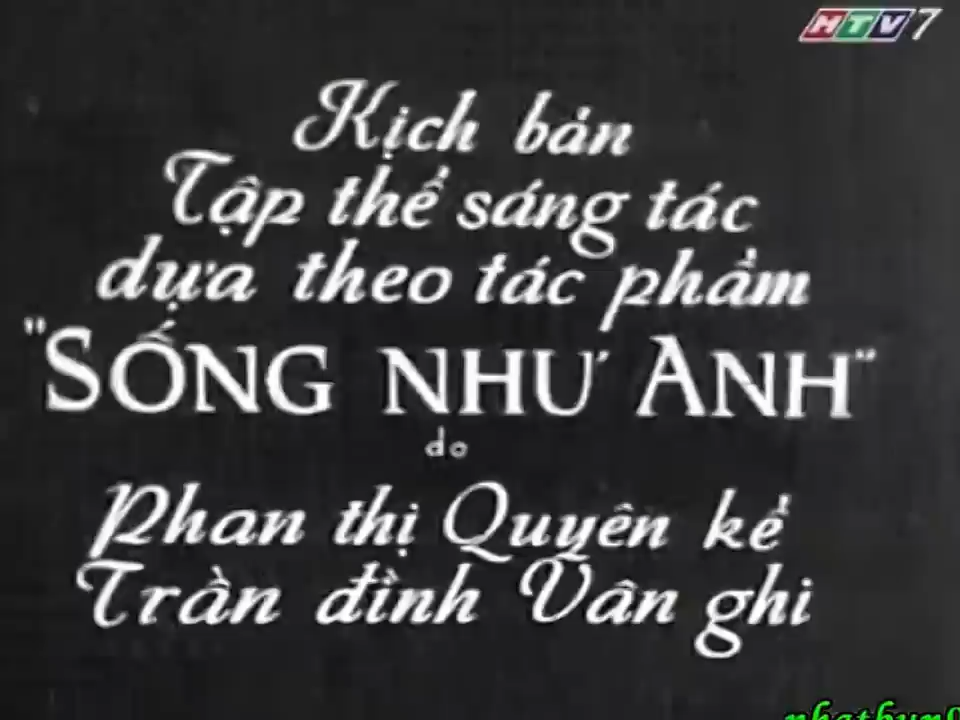 HTV7
Kịch bản
Tập thể sáng tác
dựa theo tác phẩm
"SỐNG NHƯ ANH"
do
Phan thị Quyên kể
Trần đình Vân ghi